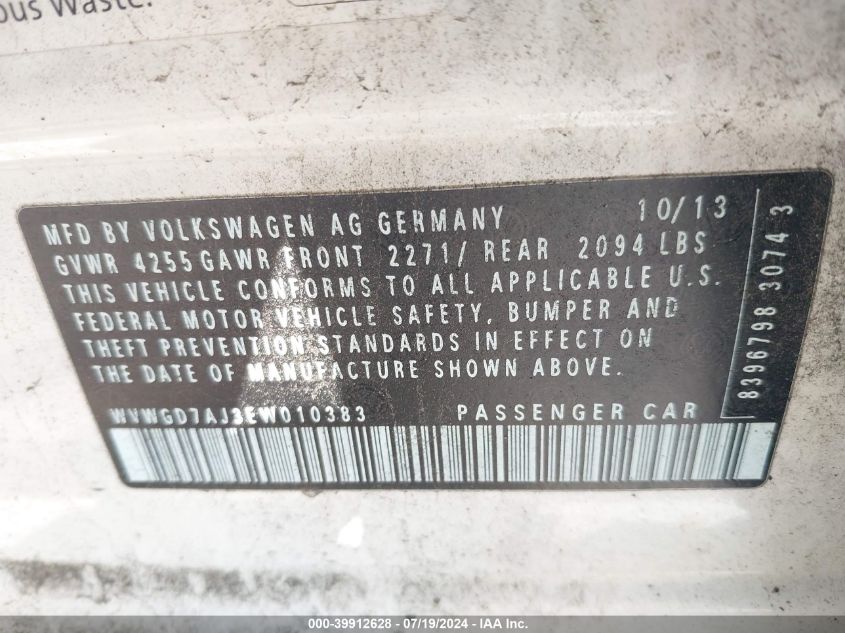 ous Waste.
MFD BY VOLKSWAGEN AG GERMANY 10/13
GVWR 4255 GAWR FRONT 2271/ REAR 2094 LBS
THIS VEHICLE CONFORMS TO ALL APPLICABLE U.S.
FEDERAL MOTOR VEHICLE SAFETY, BUMPER AND
THEFT PREVENTION STANDARDS IN EFFECT ON
THE DATE OF MANUFACTURE SHOWN ABOVE.
WVWGD7AJ3EW010383 PASSENGER CAR
8396798 3074 3
000-39912628 - 07/19/2024 - IAA Inc.